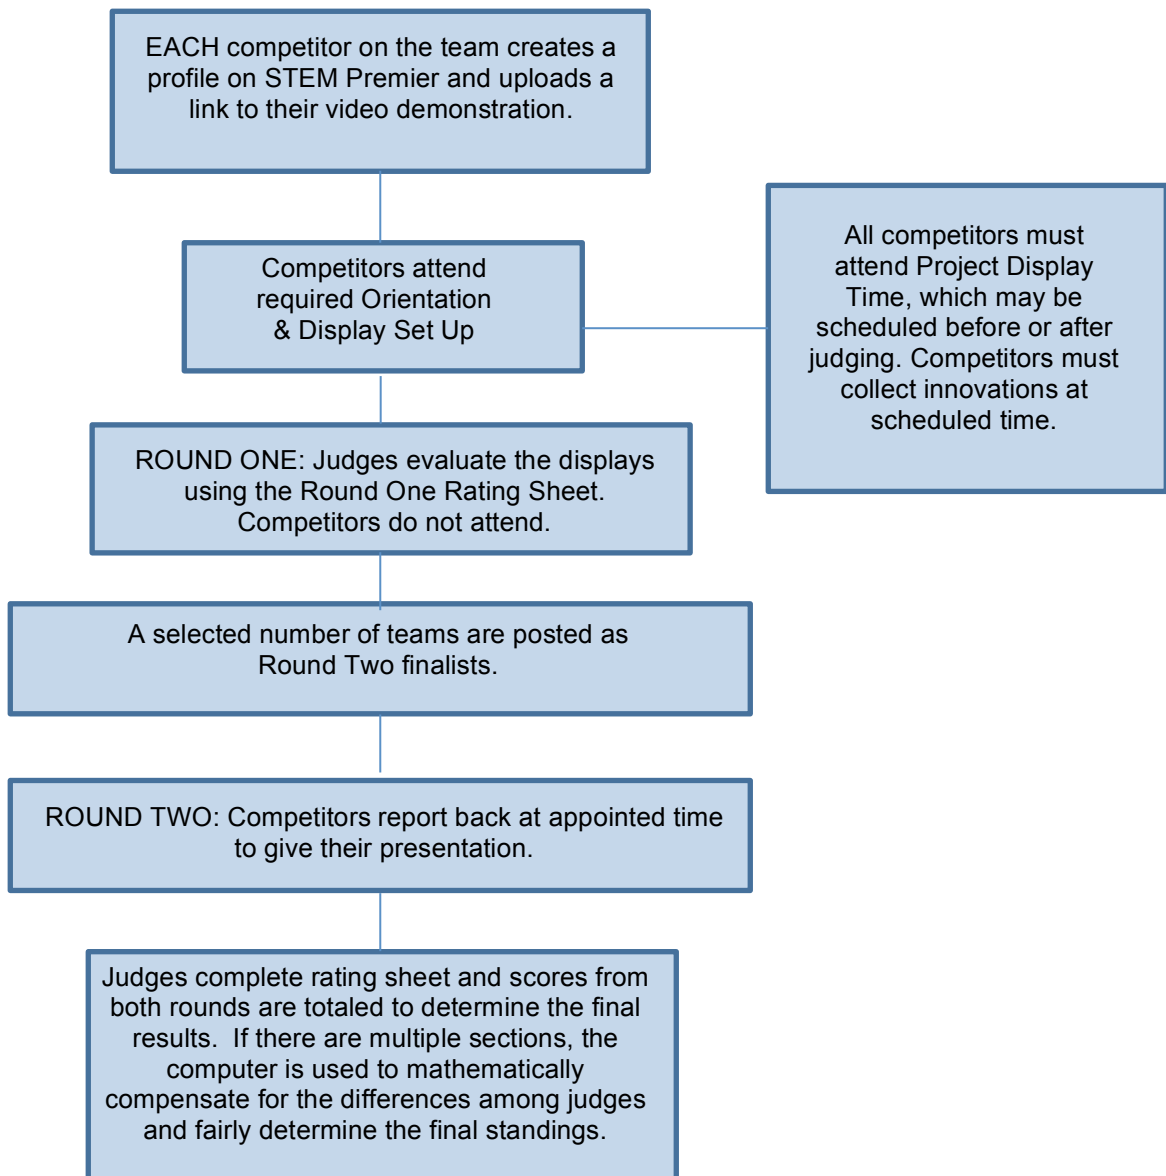 EACH competitor on the team creates a
profile on STEM Premier and uploads a
link to their video demonstration.
Competitors attend
required Orientation
& Display Set Up
All competitors must
attend Project Display
Time, which may be
scheduled before or after
judging. Competitors must
collect innovations at
scheduled time.
ROUND ONE: Judges evaluate the displays
using the Round One Rating Sheet.
Competitors do not attend.
A selected number of teams are posted as
Round Two finalists.
ROUND TWO: Competitors report back at appointed time
to give their presentation.
Judges complete rating sheet and scores from
both rounds are totaled to determine the final
results. If there are multiple sections, the
computer is used to mathematically
compensate for the differences among judges
and fairly determine the final standings.